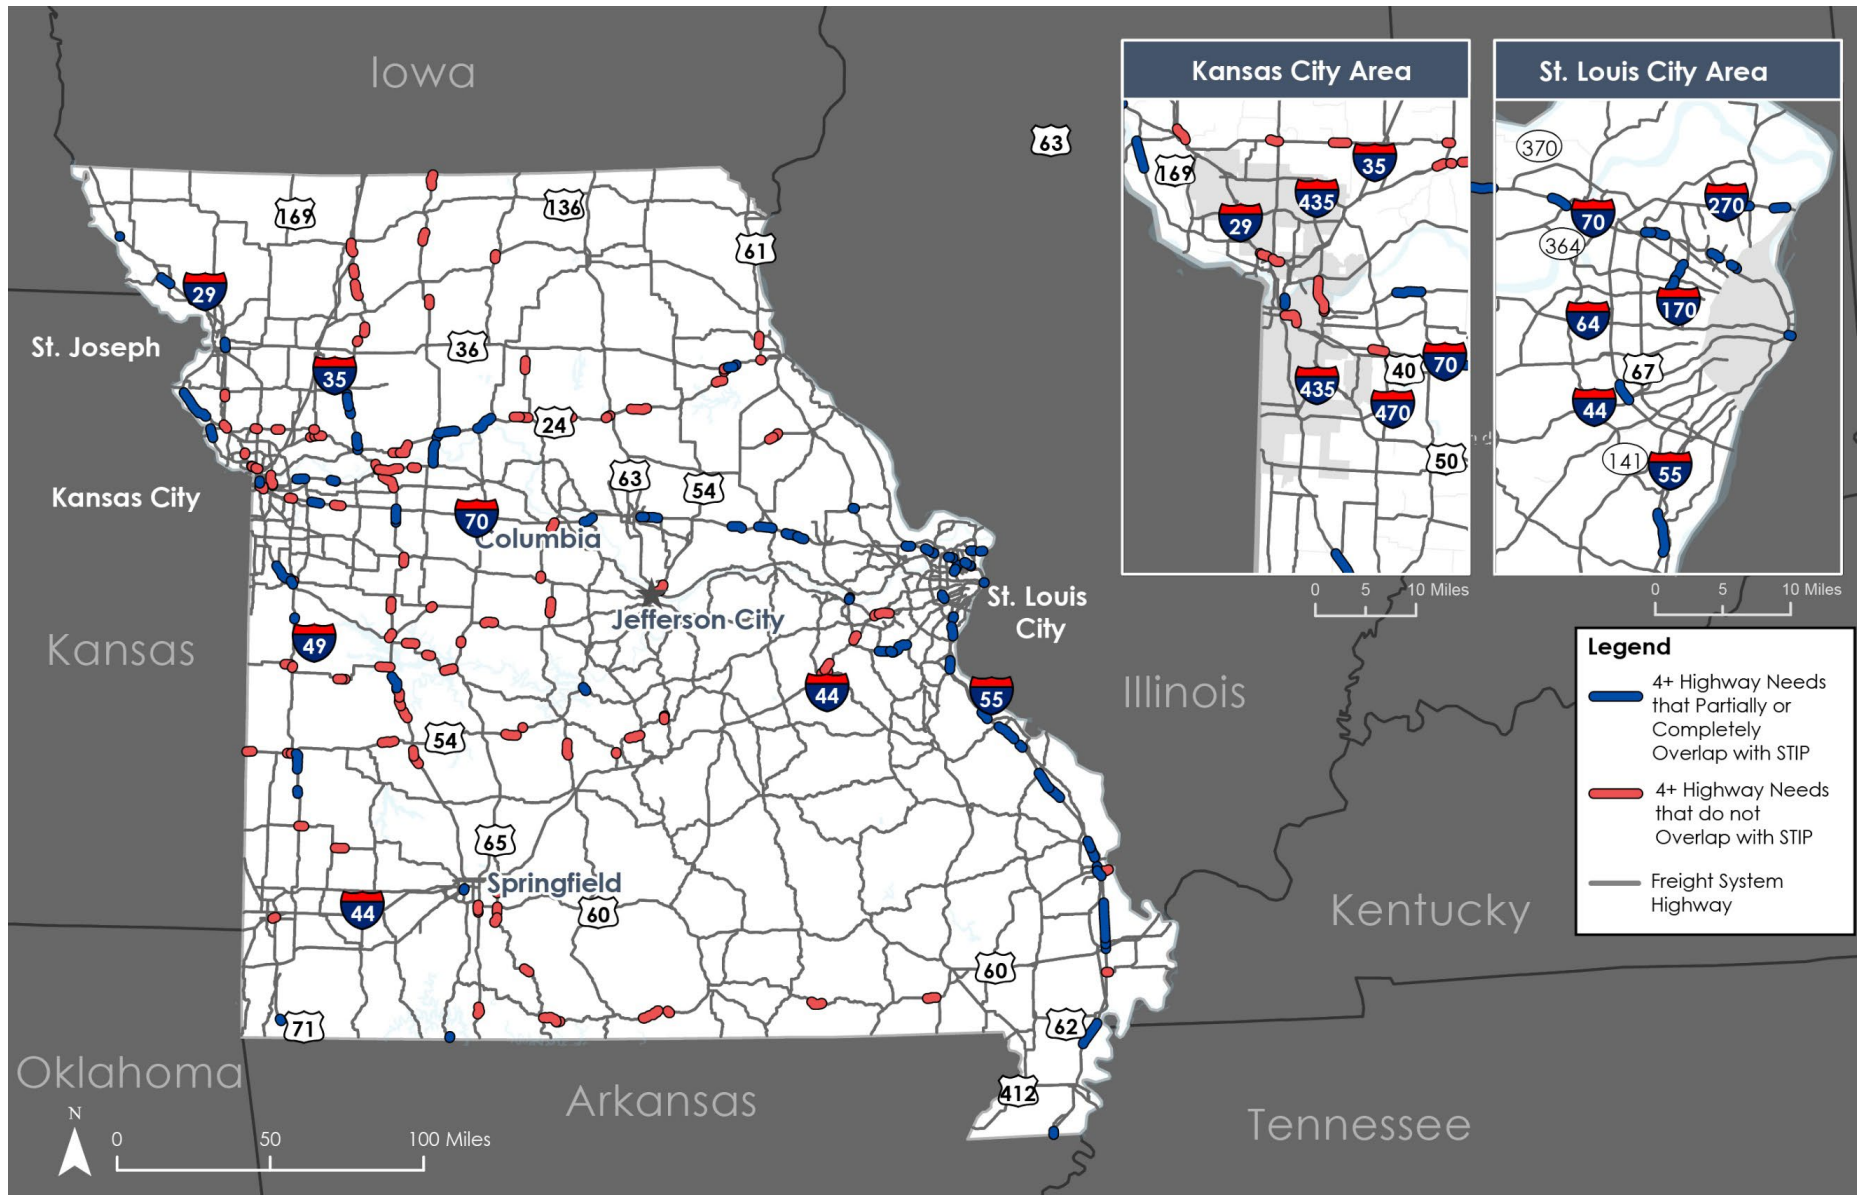 Iowa
Kansas City Area
St. Louis City Area
63
370
35
169
435
270
29
70
364
169
136
61
29
170
64
St. Joseph
36
40
70
67
35
435
470
44
24
50
141
55
63
54
Kansas City
70
Columbia
0 5 10 Miles
0 5 10 Miles
St. Louis
City
Jefferson City
Kansas
49
Legend
4+ Highway Needs
that Partially or
Completely
Overlap with STIP
44
55
Illinois
54
4+ Highway Needs
that do not
Overlap with STIP
65
Springfield
Freight System
Highway
44
60
Kentucky
60
71
62
Oklahoma
Arkansas
412
Tennessee
N
0 50 100 Miles